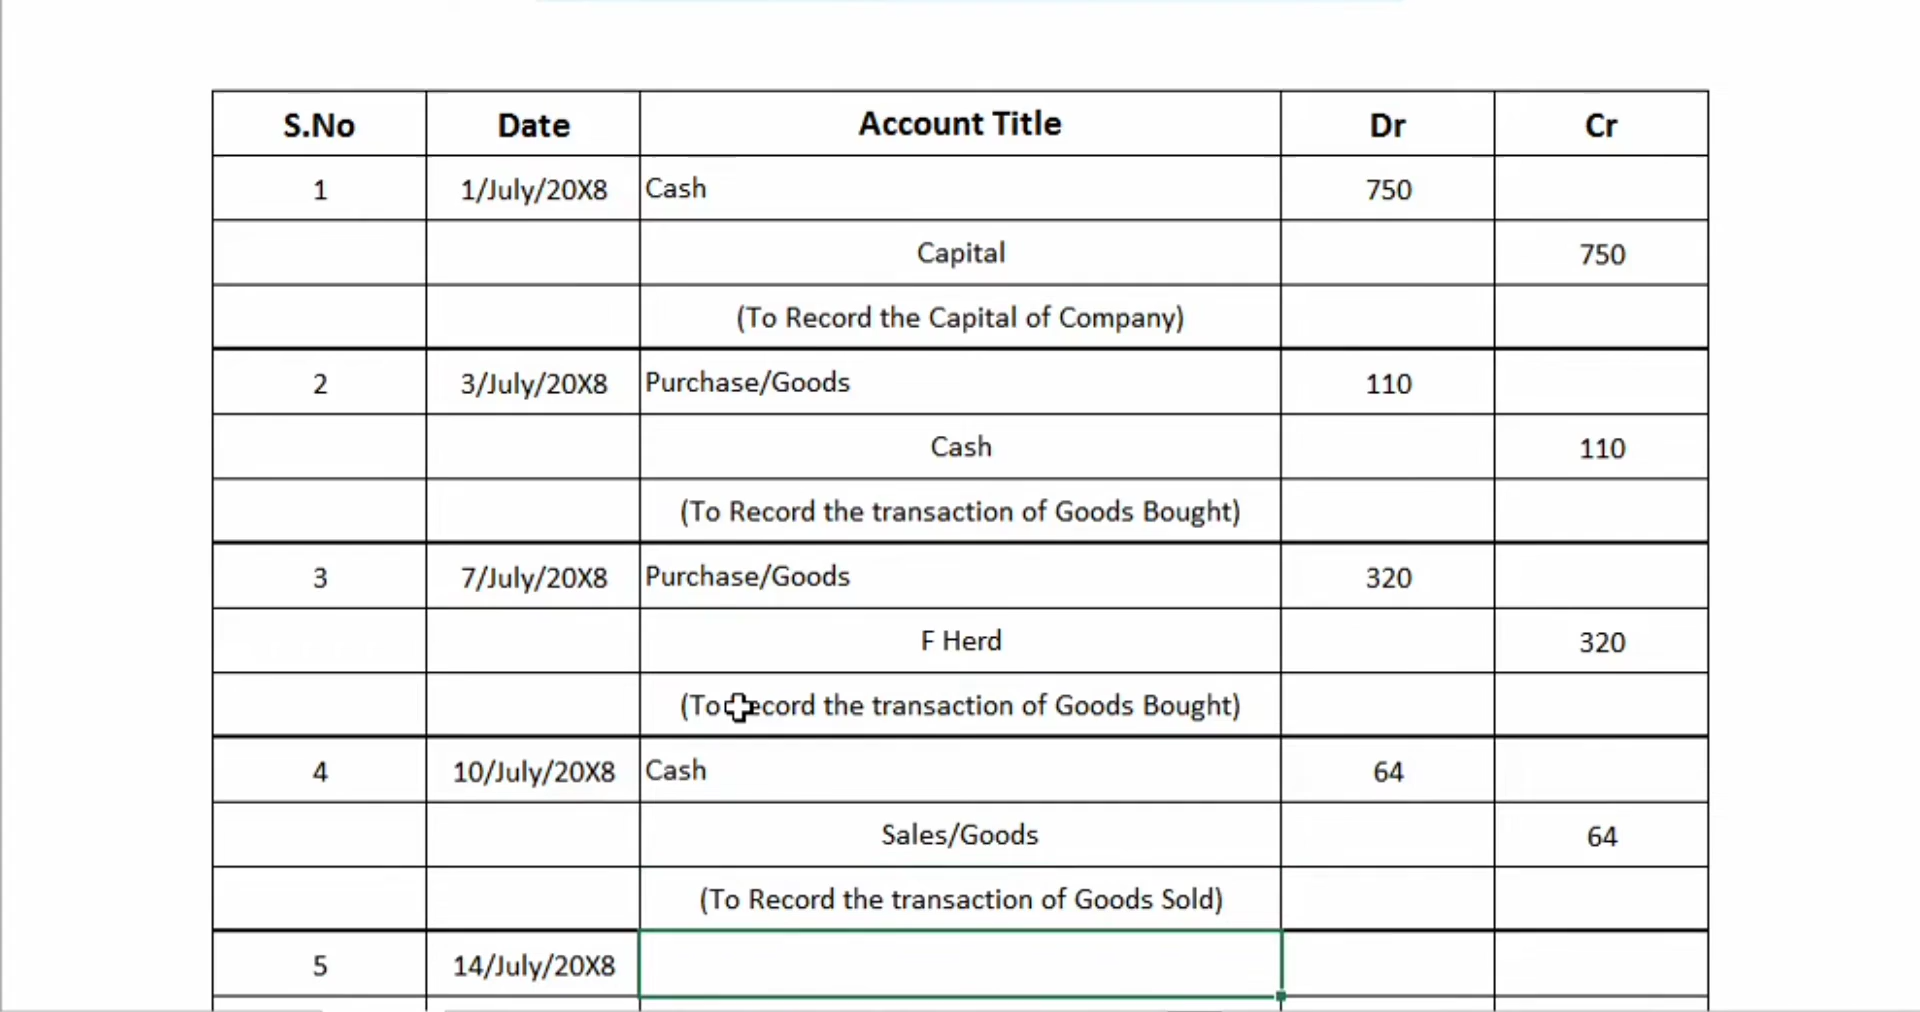 S.No Date Account Title Dr Cr
1 1/July/20X8 Cash 750
Capital 750
(To Record the Capital of Company)
2 3/July/20X8 Purchase/Goods 110
Cash 110
(To Record the transaction of Goods Bought)
3 7/July/20X8 Purchase/Goods 320
F Herd 320
(To Record the transaction of Goods Bought)
4 10/July/20X8 Cash 64
Sales/Goods 64
(To Record the transaction of Goods Sold)
5 14/July/20X8